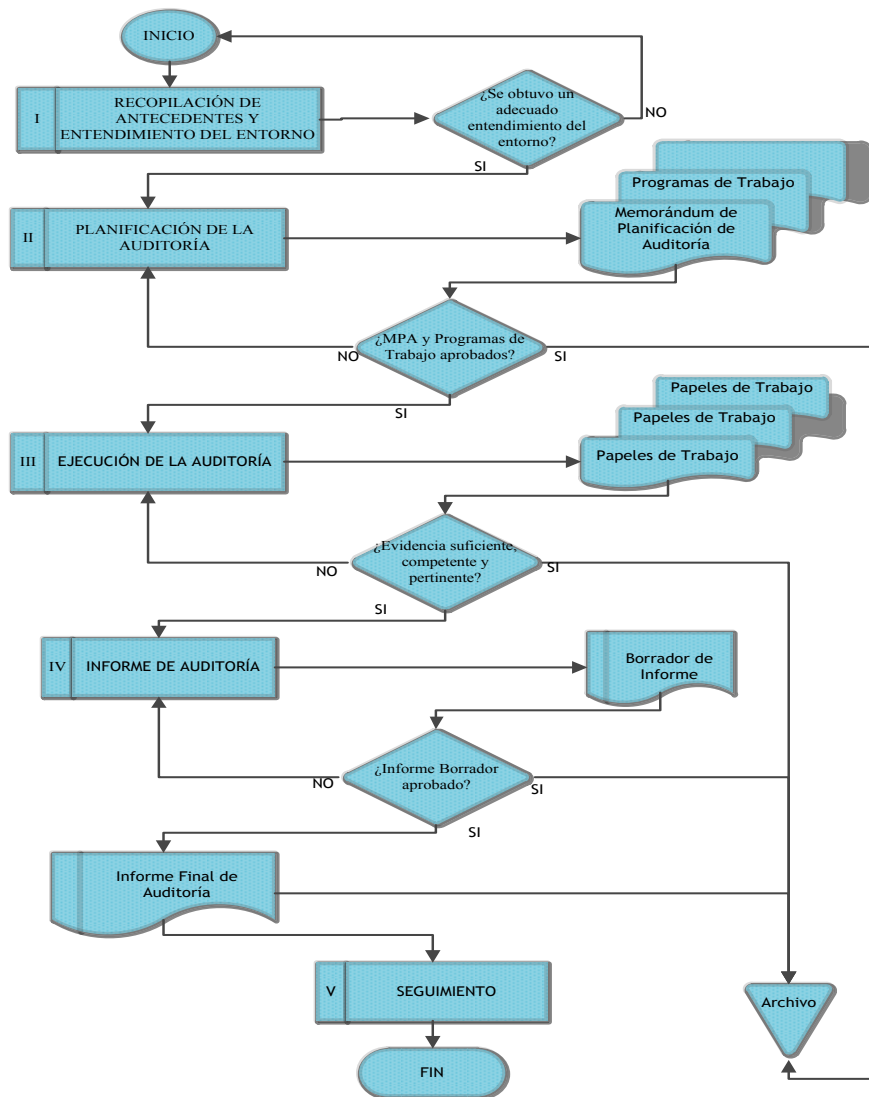 INICIO
I
RECOPILACIÓN DE
ANTECEDENTES Y
ENTENDIMIENTO DEL ENTORNO
¿Se obtuvo un
adecuado
entendimiento del
entorno?
NO
SI
II
PLANIFICACIÓN DE LA
AUDITORÍA
Programas de Trabajo
Memorándum de
Planificación de
Auditoría
¿MPA y Programas de
Trabajo aprobados?
NO
SI
SI
III
EJECUCIÓN DE LA AUDITORÍA
Papeles de Trabajo
Papeles de Trabajo
Papeles de Trabajo
¿Evidencia suficiente,
competente y
pertinente?
NO
SI
SI
IV
INFORME DE AUDITORÍA
Borrador de
Informe
¿Informe Borrador
aprobado?
NO
SI
SI
Informe Final de
Auditoría
V
SEGUIMIENTO
Archivo
FIN